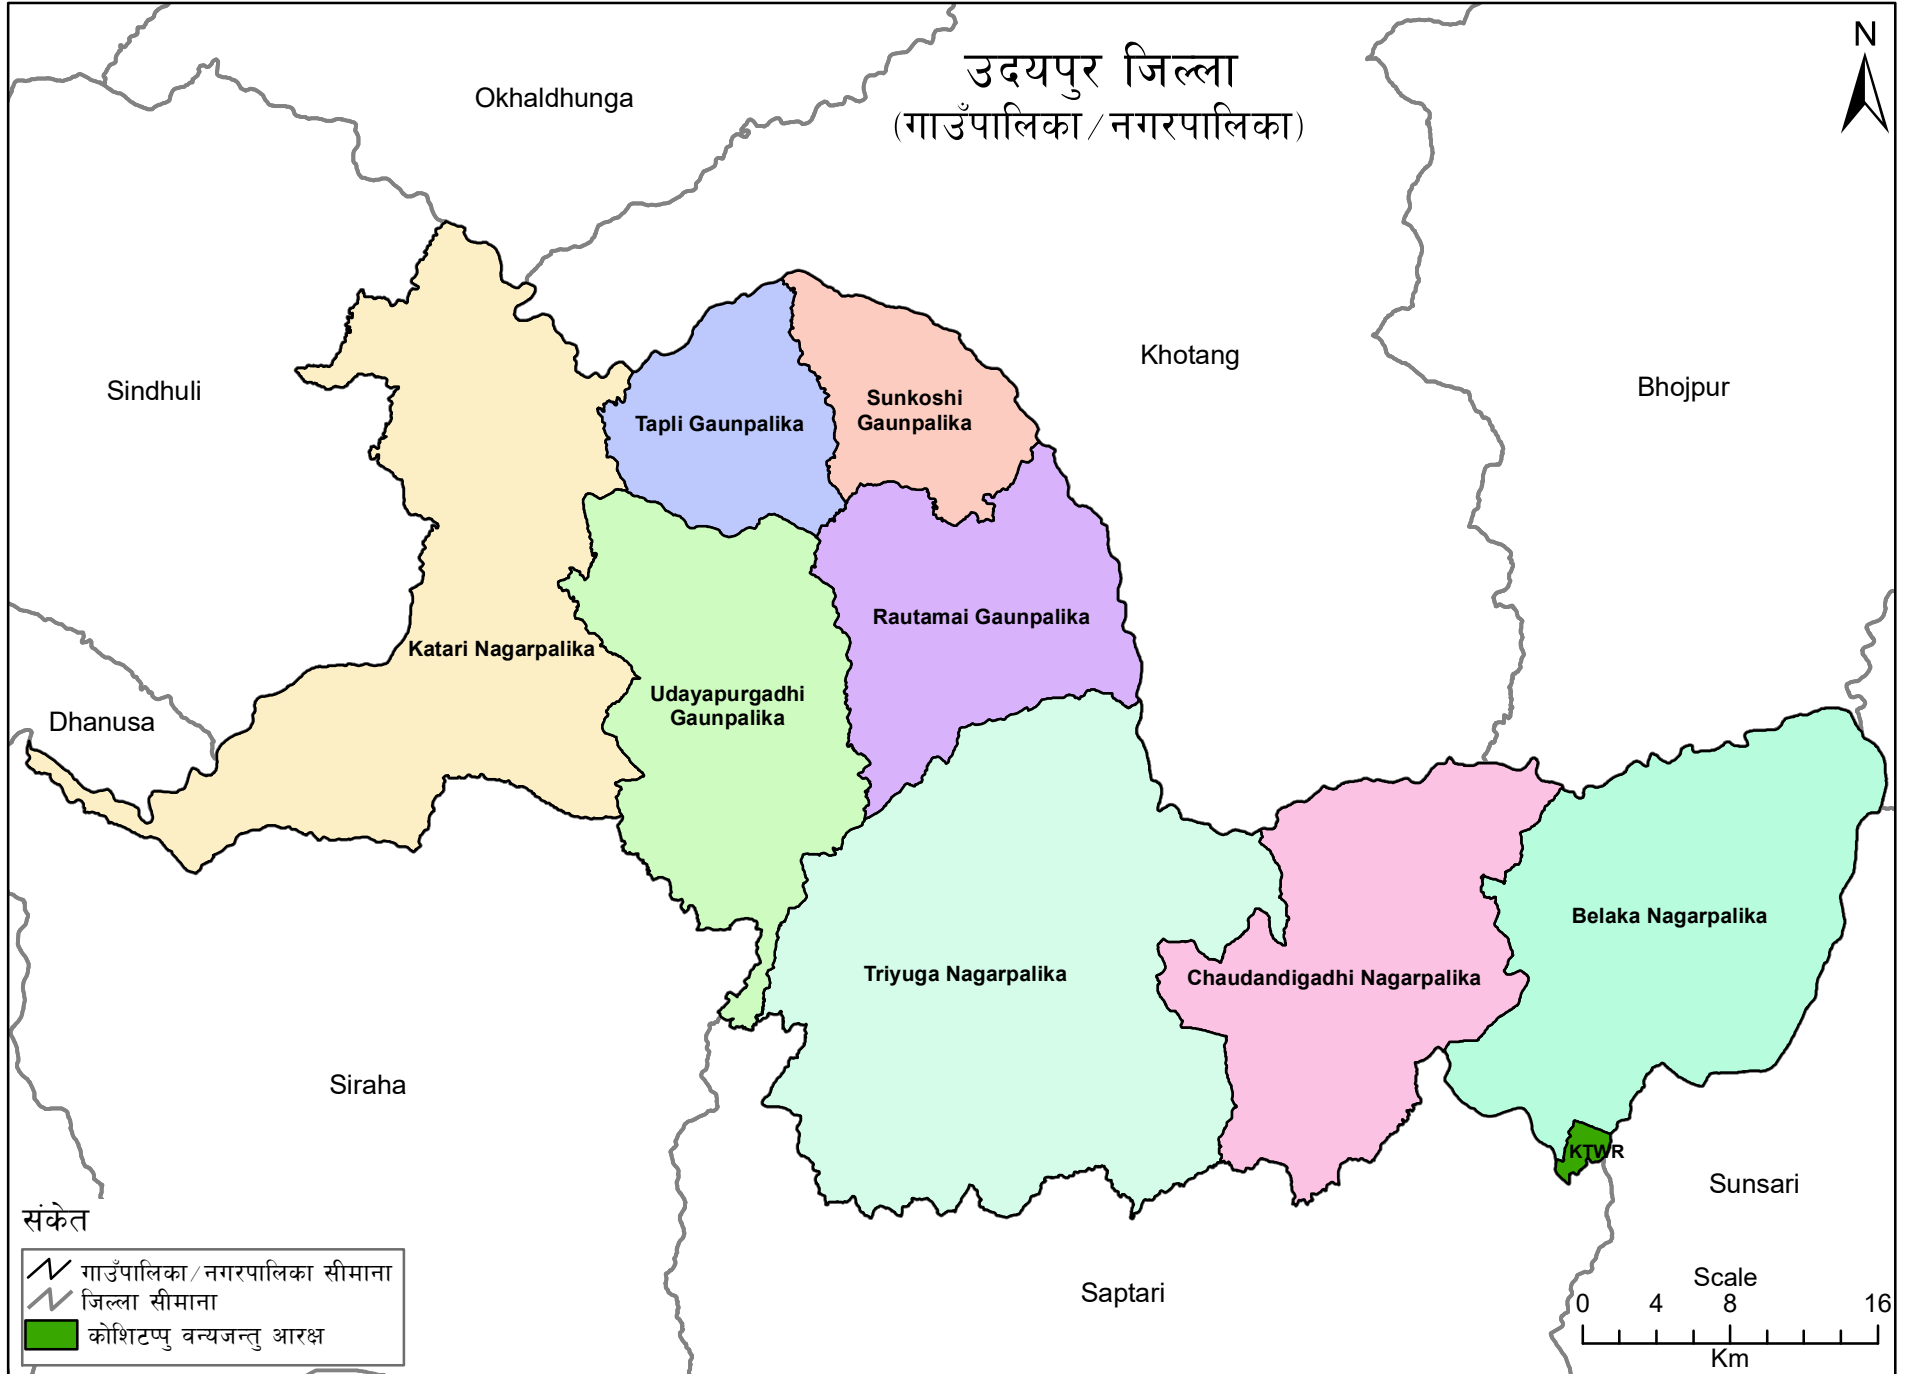 उदयपुर जिल्ला
(गाउँपालिका/नगरपालिका)
N
Okhaldhunga
Khotang
Bhojpur
Sindhuli
Sunkoshi
Gaunpalika
Tapli Gaunpalika
Rautamai Gaunpalika
Katari Nagarpalika
Udayapurgadhi
Gaunpalika
Dhanusa
Belaka Nagarpalika
Triyuga Nagarpalika
Chaudandigadhi Nagarpalika
Siraha
KTWR
Sunsari
Saptari
संकेत
गाउँपालिका/नगरपालिका सीमाना
जिल्ला सीमाना
कोशिटप्पु वन्यजन्तु आरक्ष
Scale
0 4 8 16
Km